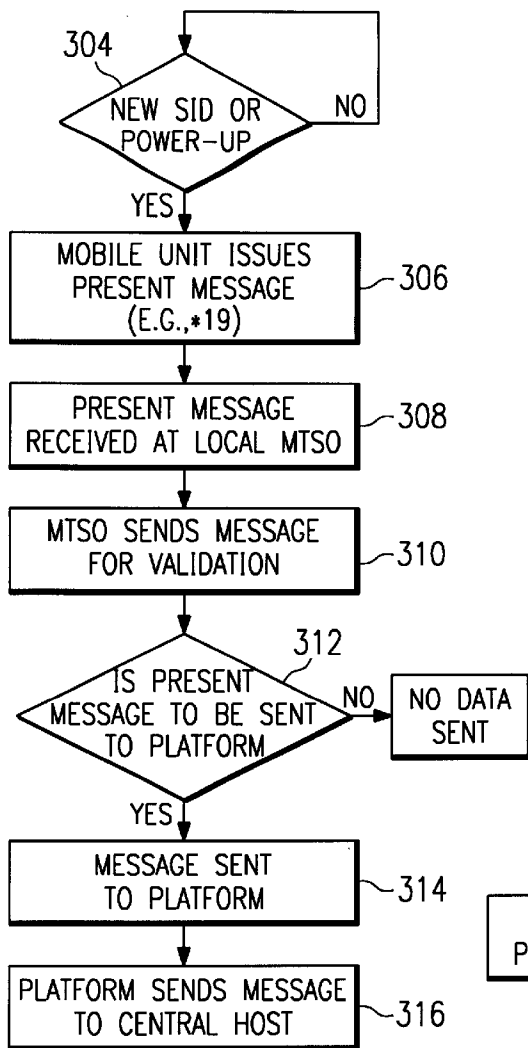 304
NEW SID OR
POWER-UP
NO
YES
MOBILE UNIT ISSUES
PRESENT MESSAGE
(E.G.,*19)
306
PRESENT MESSAGE
RECEIVED AT LOCAL MTSO
308
MTSO SENDS MESSAGE
FOR VALIDATION
310
312
IS PRESENT
MESSAGE TO BE SENT
TO PLATFORM
NO
NO DATA
SENT
YES
MESSAGE SENT
TO PLATFORM
314
P
PLATFORM SENDS MESSAGE
TO CENTRAL HOST
316